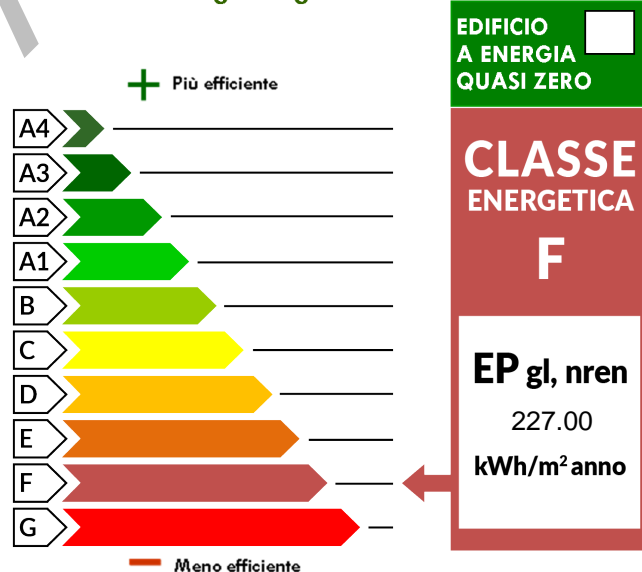 EDIFICIO
A ENERGIA
QUASI ZERO
Più efficiente
A4
A3
A2
A1
B
C
D
E
F
G
Meno efficiente
CLASSE
ENERGETICA
F
EP gl, nren
227.00
kWh/m² anno